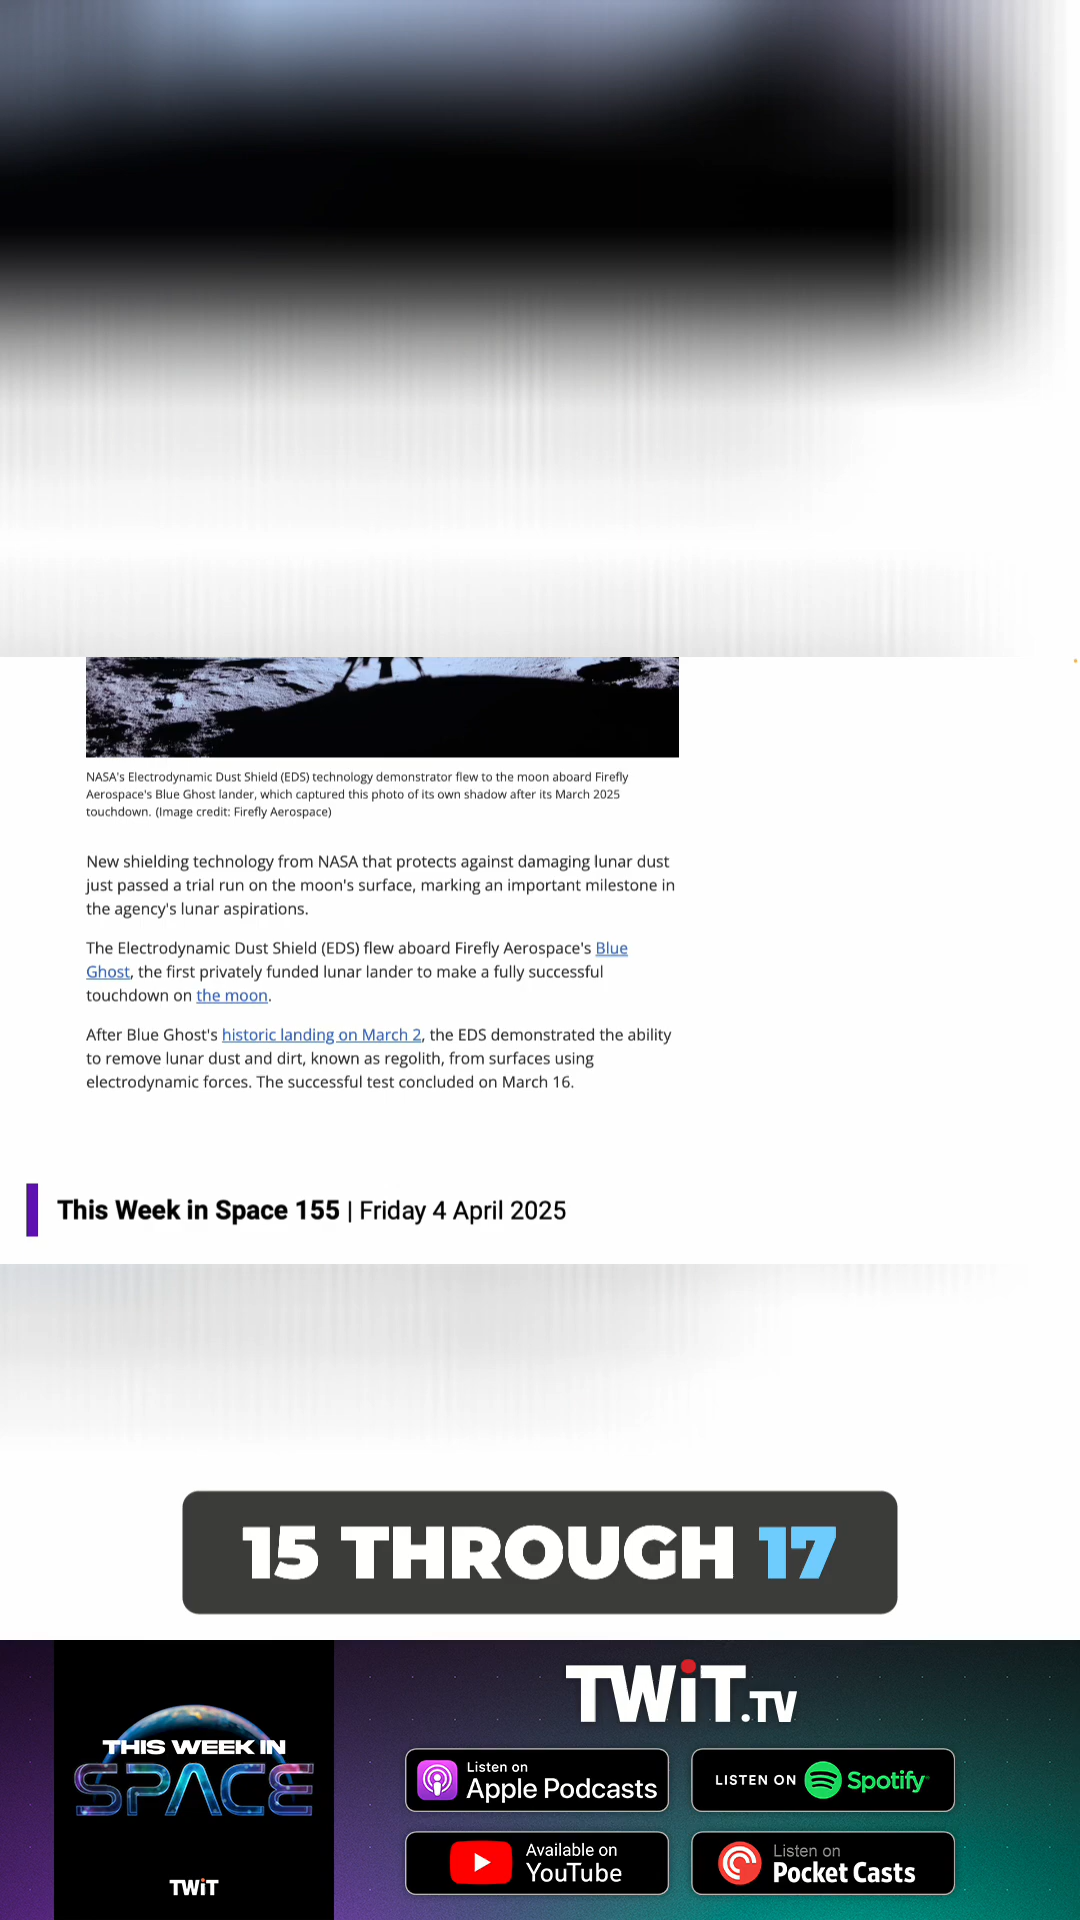 NASA's Electrodynamic Dust Shield (EDS) technology demonstrator flew to the moon aboard Firefly
Aerospace's Blue Ghost lander, which captured this photo of its own shadow after its March 2025
touchdown. (Image credit: Firefly Aerospace)
New shielding technology from NASA that protects against damaging lunar dust
just passed a trial run on the moon's surface, marking an important milestone in
the agency's lunar aspirations.
The Electrodynamic Dust Shield (EDS) flew aboard Firefly Aerospace's Blue
Ghost, the first privately funded lunar lander to make a fully successful
touchdown on the moon.
After Blue Ghost's historic landing on March 2, the EDS demonstrated the ability
to remove lunar dust and dirt, known as regolith, from surfaces using
electrodynamic forces. The successful test concluded on March 16.
This Week in Space 155 | Friday 4 April 2025
15 THROUGH 17
THIS WEEK IN
SPACE
TWiT
TWiT.TV
Listen on
Apple Podcasts
LISTEN ON Spotify
Available on
YouTube
Listen on
Pocket Casts